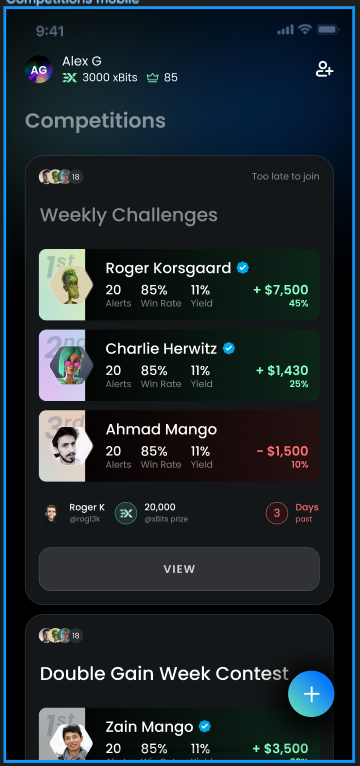 Competitions mobile
9:41
AG
Alex G
3000 xBits 85
Competitions
18
Too late to join
Weekly Challenges
1st
Roger Korsgaard
20 85% 11% + $7,500
Alerts Win Rate Yield 45%
2nd
Charlie Herwitz
20 85% 11% + $1,430
Alerts Win Rate Yield 25%
3rd
Ahmad Mango
20 85% 11% - $1,500
Alerts Win Rate Yield 10%
Roger K 20,000 3 Days
@rog13k @xBits prize past
VIEW
18
Double Gain Week Contest
1st
Zain Mango
20 85% 11% + $3,500
Alerts Win Rate Yield